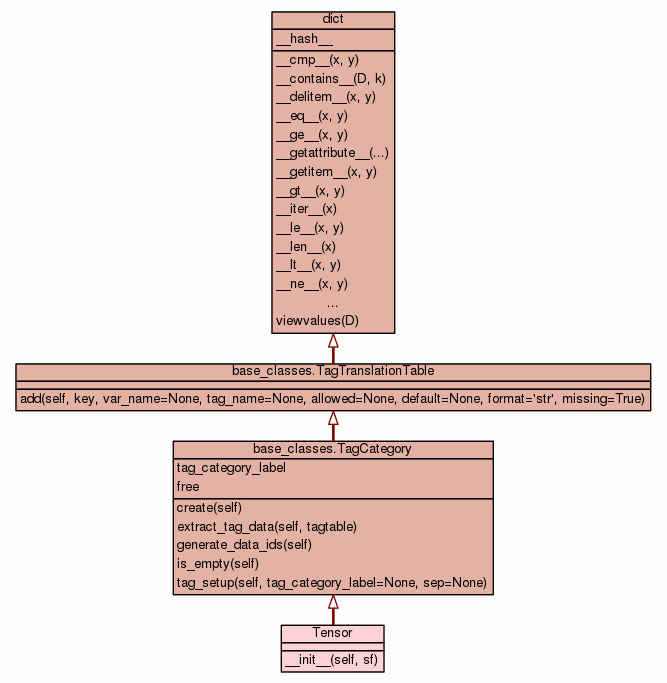 dict
__hash__
__cmp__(x, y)
__contains__(D, k)
__delitem__(x, y)
__eq__(x, y)
__ge__(x, y)
__getattribute__(...)
__getitem__(x, y)
__gt__(x, y)
__iter__(x)
__le__(x, y)
__len__(x)
__lt__(x, y)
__ne__(x, y)
...
viewvalues(D)
base_classes.TagTranslationTable
add(self, key, var_name=None, tag_name=None, allowed=None, default=None, format='str', missing=True)
base_classes.TagCategory
tag_category_label
free
create(self)
extract_tag_data(self, tagtable)
generate_data_ids(self)
is_empty(self)
tag_setup(self, tag_category_label=None, sep=None)
Tensor
__init__(self, sf)